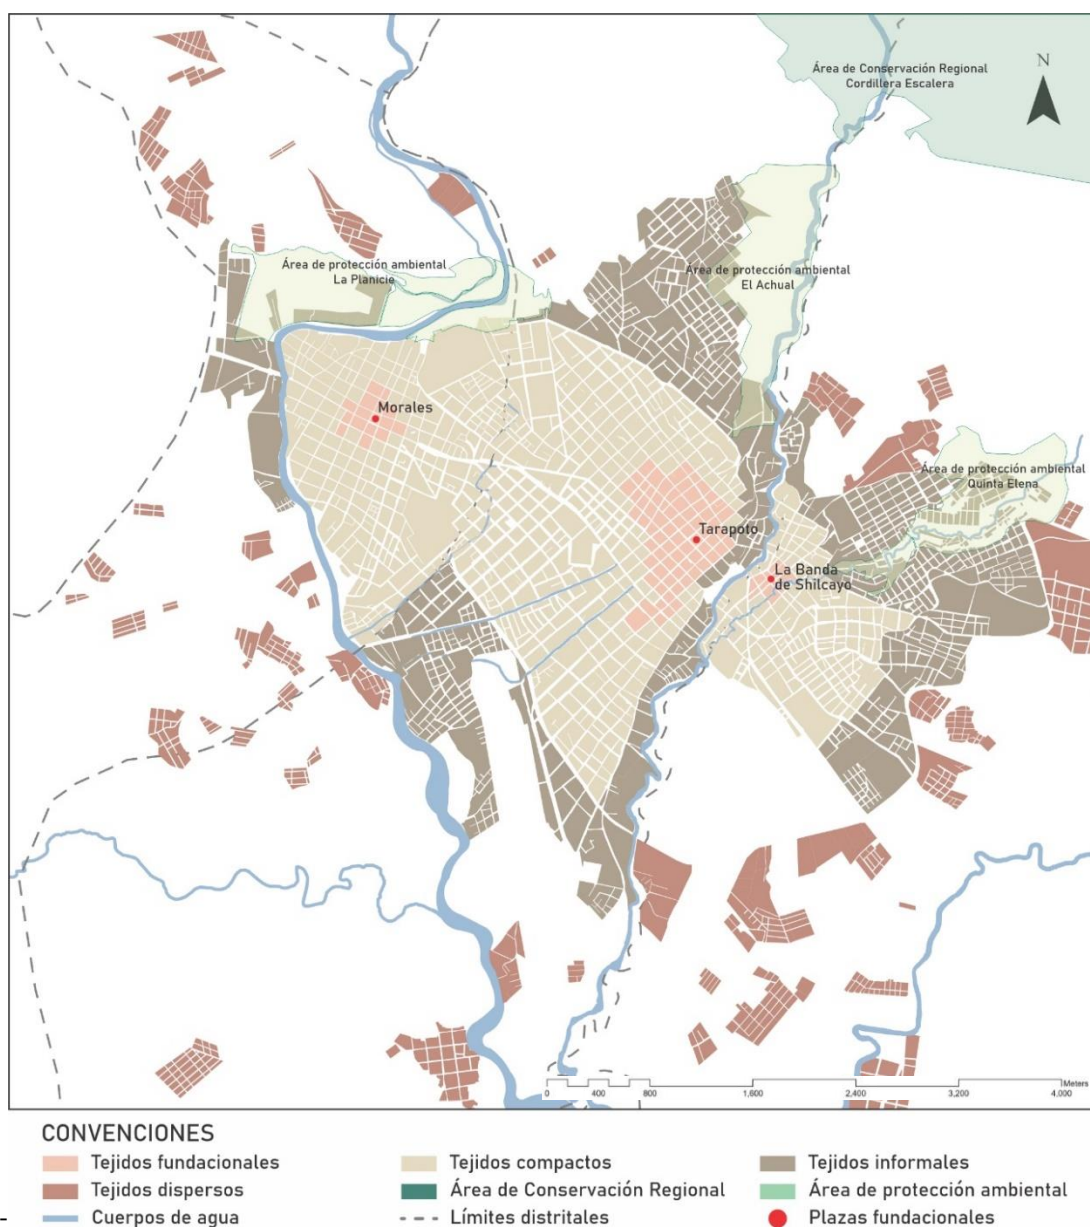 Área de Conservación Regional
Cordillera Escalera
N
Área de protección ambiental
La Planicie
Área de protección ambiental
El Achual
Morales
Área de protección ambiental
Quinta Elena
Tarapoto
La Banda
de Shilcayo
0 400 800 1,600 2,400 3,200 4,000 Meters
CONVENCIONES
Tejidos fundacionales
Tejidos compactos
Tejidos informales
Tejidos dispersos
Área de Conservación Regional
Área de protección ambiental
Cuerpos de agua
Límites distritales
Plazas fundacionales